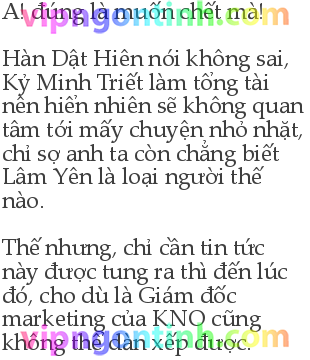 A! đúng là muốn chết mà!
vipngontinh.com
Hàn Dật Hiên nói không sai,
Kỷ Minh Triết làm tổng tài
nên hiển nhiên sẽ không quan
tâm tới mấy chuyện nhỏ nhặt,
chỉ sợ anh ta còn chẳng biết
Lâm Yên là loại người thế
nào.
Thế nhưng, chỉ cần tin tức
này được tung ra thì đến lúc
đó, cho dù là Giám đốc
marketing của KNO cũng
không thể dàn xếp được.
vipngontinh.com